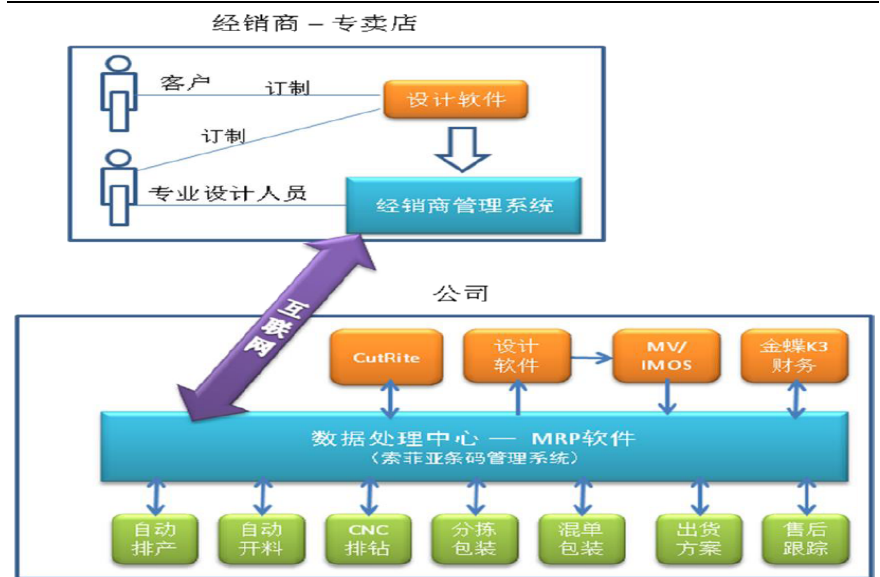 经销商 – 专卖店
客户
订制
设计软件
订制
专业设计人员
经销商管理系统
互联网
公司
CutRite
设计
软件
MV/
IMOS
金蝶K3
财务
数据处理中心 — MRP软件
（索菲亚条码管理系统）
自动
排产
自动
开料
CNC
排钻
分拣
包装
混单
包装
出货
方案
售后
跟踪